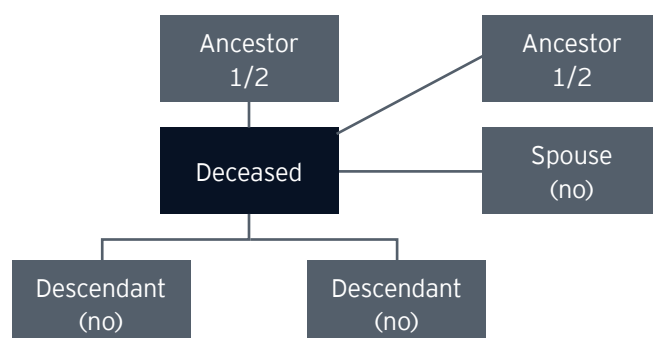 Ancestor
1/2
Ancestor
1/2
Deceased
Spouse
(no)
Descendant
(no)
Descendant
(no)